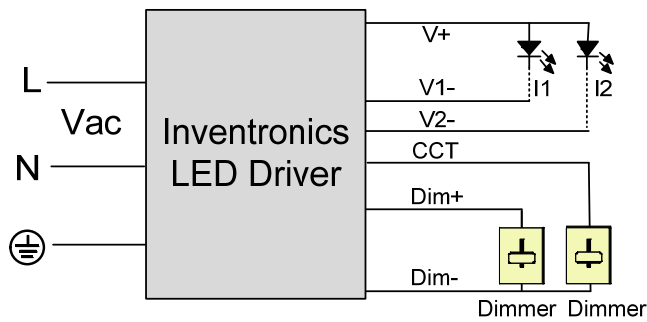 L
Vac
N
Inventronics
LED Driver
V+
V1-
I1
I2
V2-
CCT
Dim+
Dim-
Dimmer
Dimmer